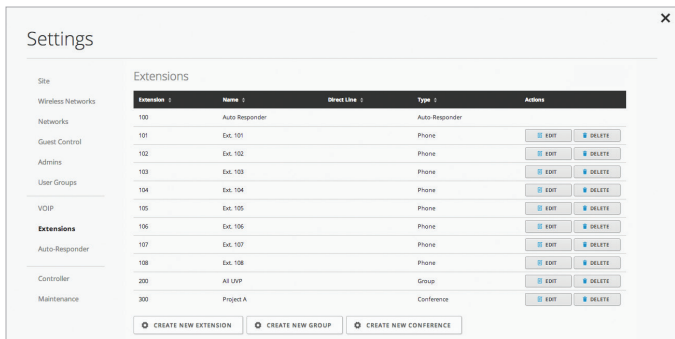 Settings
Site
Wireless Networks
Networks
Guest Control
Admins
User Groups
VOIP
Extensions
Auto-Responder
Controller
Maintenance
Extensions
Extension Name Direct Line Type Actions
100 Auto Responder Auto-Responder
101 Ext. 101 Phone EDIT DELETE
102 Ext. 102 Phone EDIT DELETE
103 Ext. 103 Phone EDIT DELETE
104 Ext. 104 Phone EDIT DELETE
105 Ext. 105 Phone EDIT DELETE
106 Ext. 106 Phone EDIT DELETE
107 Ext. 107 Phone EDIT DELETE
108 Ext. 108 Phone EDIT DELETE
200 All UVP Group EDIT DELETE
300 Project A Conference EDIT DELETE
CREATE NEW EXTENSION CREATE NEW GROUP CREATE NEW CONFERENCE